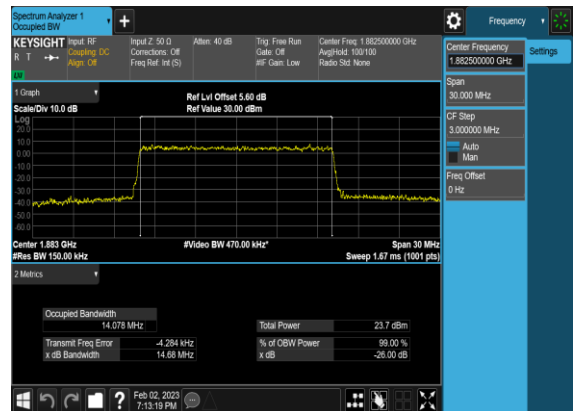 Spectrum Analyzer 1
Occupied BW
+
Frequency
KEYSIGHT
R T
LW
Input: RF
Coupling: DC
Align: Off
Input Z: 50 Ω
Corrections: Off
Freq Ref: Int (S)
Atten: 40 dB
Trig: Free Run
Gate: Off
#IF Gain: Low
Center Freq: 1.882500000 GHz
Avg|Hold: 100/100
Radio Std: None
Center Frequency
1.882500000 GHz
Settings
Span
30.000 MHz
CF Step
3.000000 MHz
Auto
Man
Freq Offset
0 Hz
1 Graph
Scale/Div 10.0 dB
Ref Lvl Offset 5.60 dB
Ref Value 30.00 dBm
Log
20.0
10.0
0.00
-10.0
-20.0
-30.0
-40.0
-50.0
-60.0
Center 1.883 GHz
#Res BW 150.00 kHz
#Video BW 470.00 kHz*
Span 30 MHz
Sweep 1.67 ms (1001 pts)
2 Metrics
Occupied Bandwidth
14.078 MHz
Total Power 23.7 dBm
Transmit Freq Error -4.284 kHz
% of OBW Power 99.00 %
x dB Bandwidth 14.68 MHz
x dB -26.00 dB
?
Feb 02, 2023
7:13:19 PM